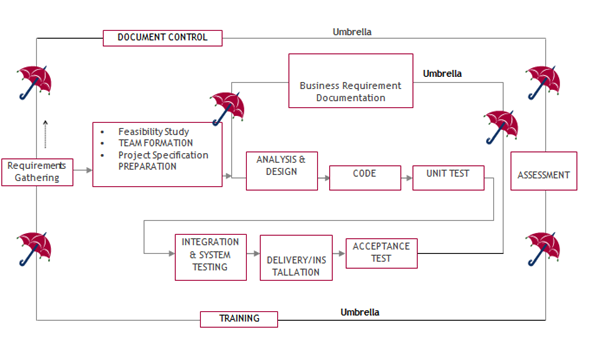 DOCUMENT CONTROL
Umbrella
Business Requirement
Documentation
Umbrella
• Feasibility Study
• TEAM FORMATION
• Project Specification
PREPARATION
Requirements
Gathering
ANALYSIS &
DESIGN
CODE
UNIT TEST
ASSESSMENT
INTEGRATION
& SYSTEM
TESTING
DELIVERY/INS
TALLATION
ACCEPTANCE
TEST
TRAINING
Umbrella